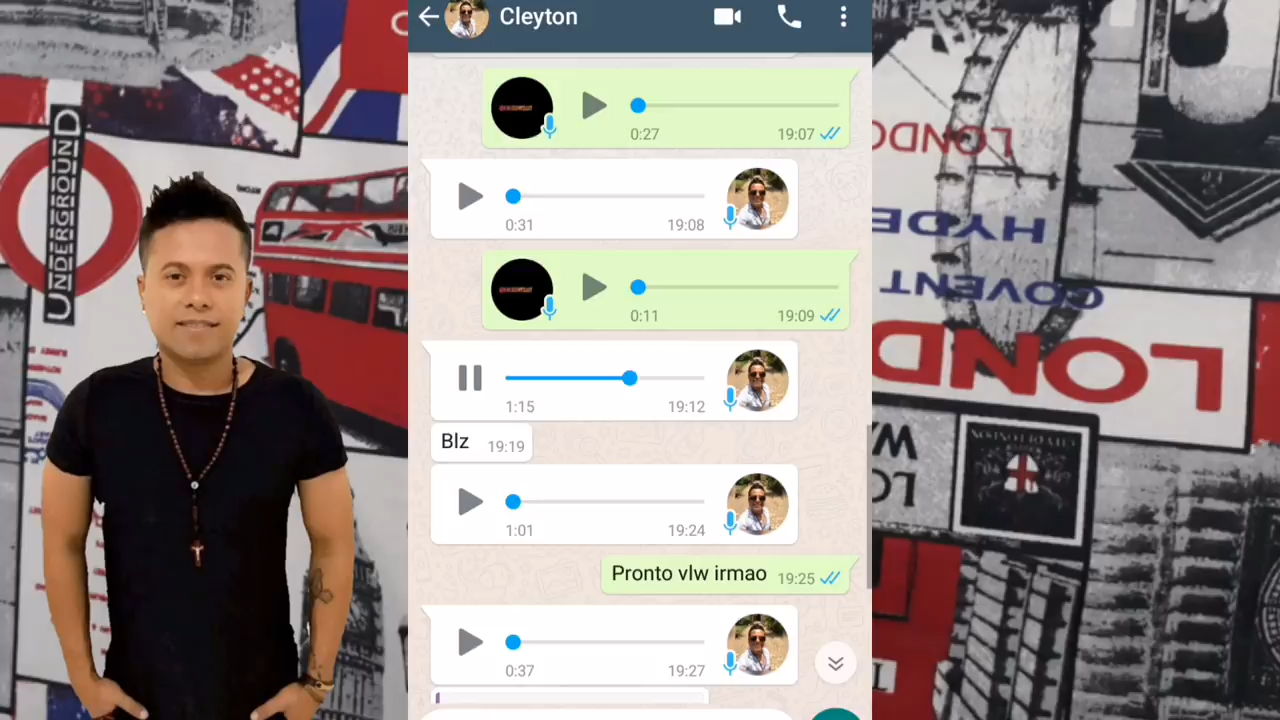 Cleyton
0:27 19:07
0:31 19:08
0:11 19:09
1:15 19:12
Blz 19:19
1:01 19:24
Pronto vlw irmao 19:25
0:37 19:27
UNDERGROUND
LONDON
HYDE
COVENT
LOND